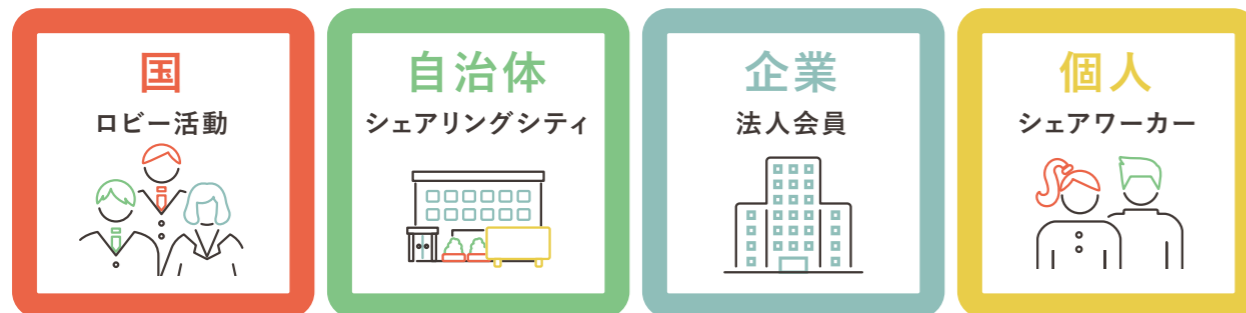 国
ロビー活動
自治体
シェアリングシティ
企業
法人会員
個人
シェアワーカー